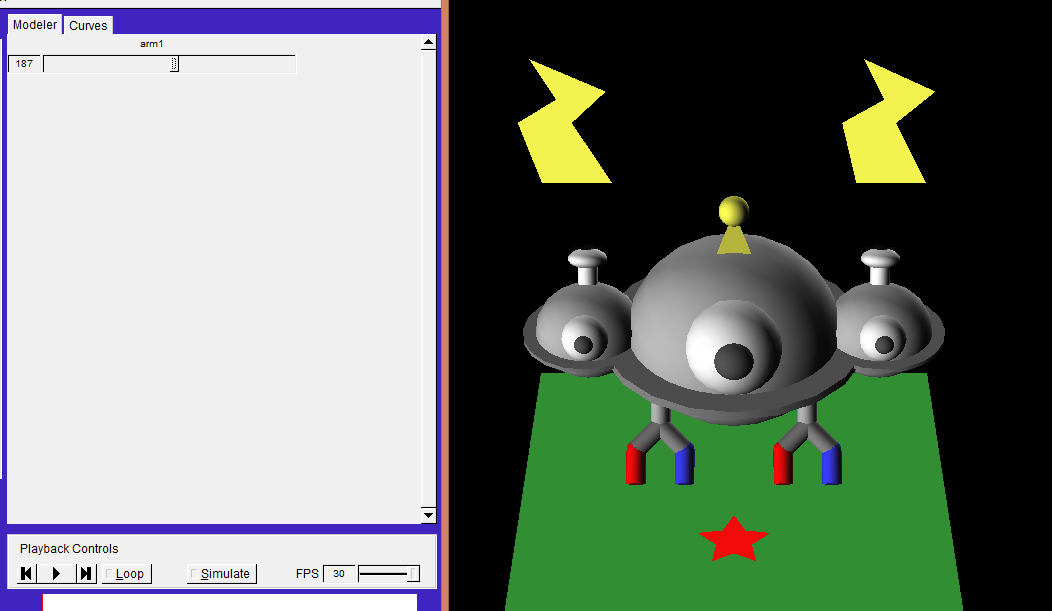 Modeler Curves
arm1
187
Playback Controls
Loop Simulate FPS 30